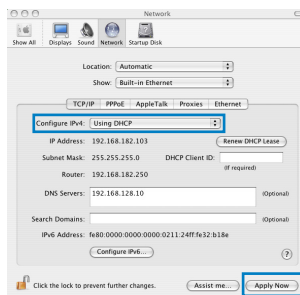 Network
Show All Displays Sound Network Startup Disk
Location: Automatic
Show: Built-in Ethernet
TCP/IP PPPoE AppleTalk Proxies Ethernet
Configure IPv4: Using DHCP
IP Address: 192.168.182.103 Renew DHCP Lease
Subnet Mask: 255.255.255.0 DHCP Client ID:
(If required)
Router: 192.168.182.250
DNS Servers: 192.168.128.10 (Optional)
Search Domains: (Optional)
IPv6 Address: fe80:0000:0000:0000:0211:24ff:fe32:b18e
Configure IPv6... ?
Click the lock to prevent further changes. Assist me... Apply Now